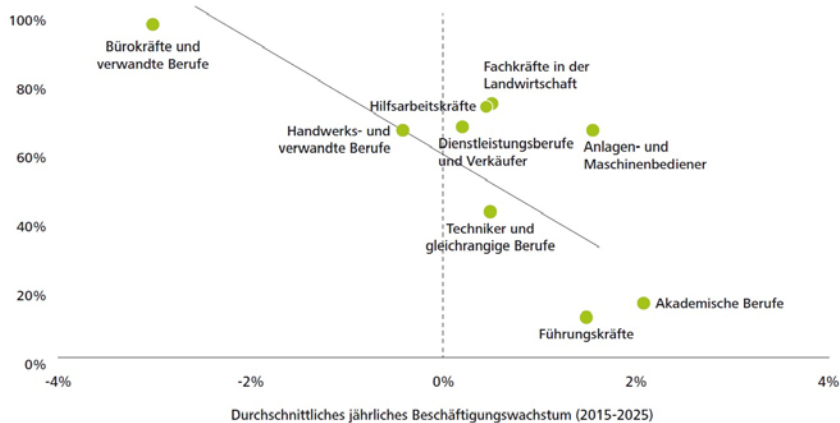 100%
Bürokräfte und
verwandte Berufe
80%
Fachkräfte in der
Landwirtschaft
Hilfsarbeitskräfte
Handwerks- und
verwandte Berufe
Dienstleistungsberufe
und Verkäufer
Anlagen- und
Maschinenbediener
60%
40%
Techniker und
gleichrangige Berufe
20%
Akademische Berufe
Führungskräfte
0%
-4%
-2%
0%
2%
4%
Durchschnittliches jährliches Beschäftigungswachstum (2015-2025)